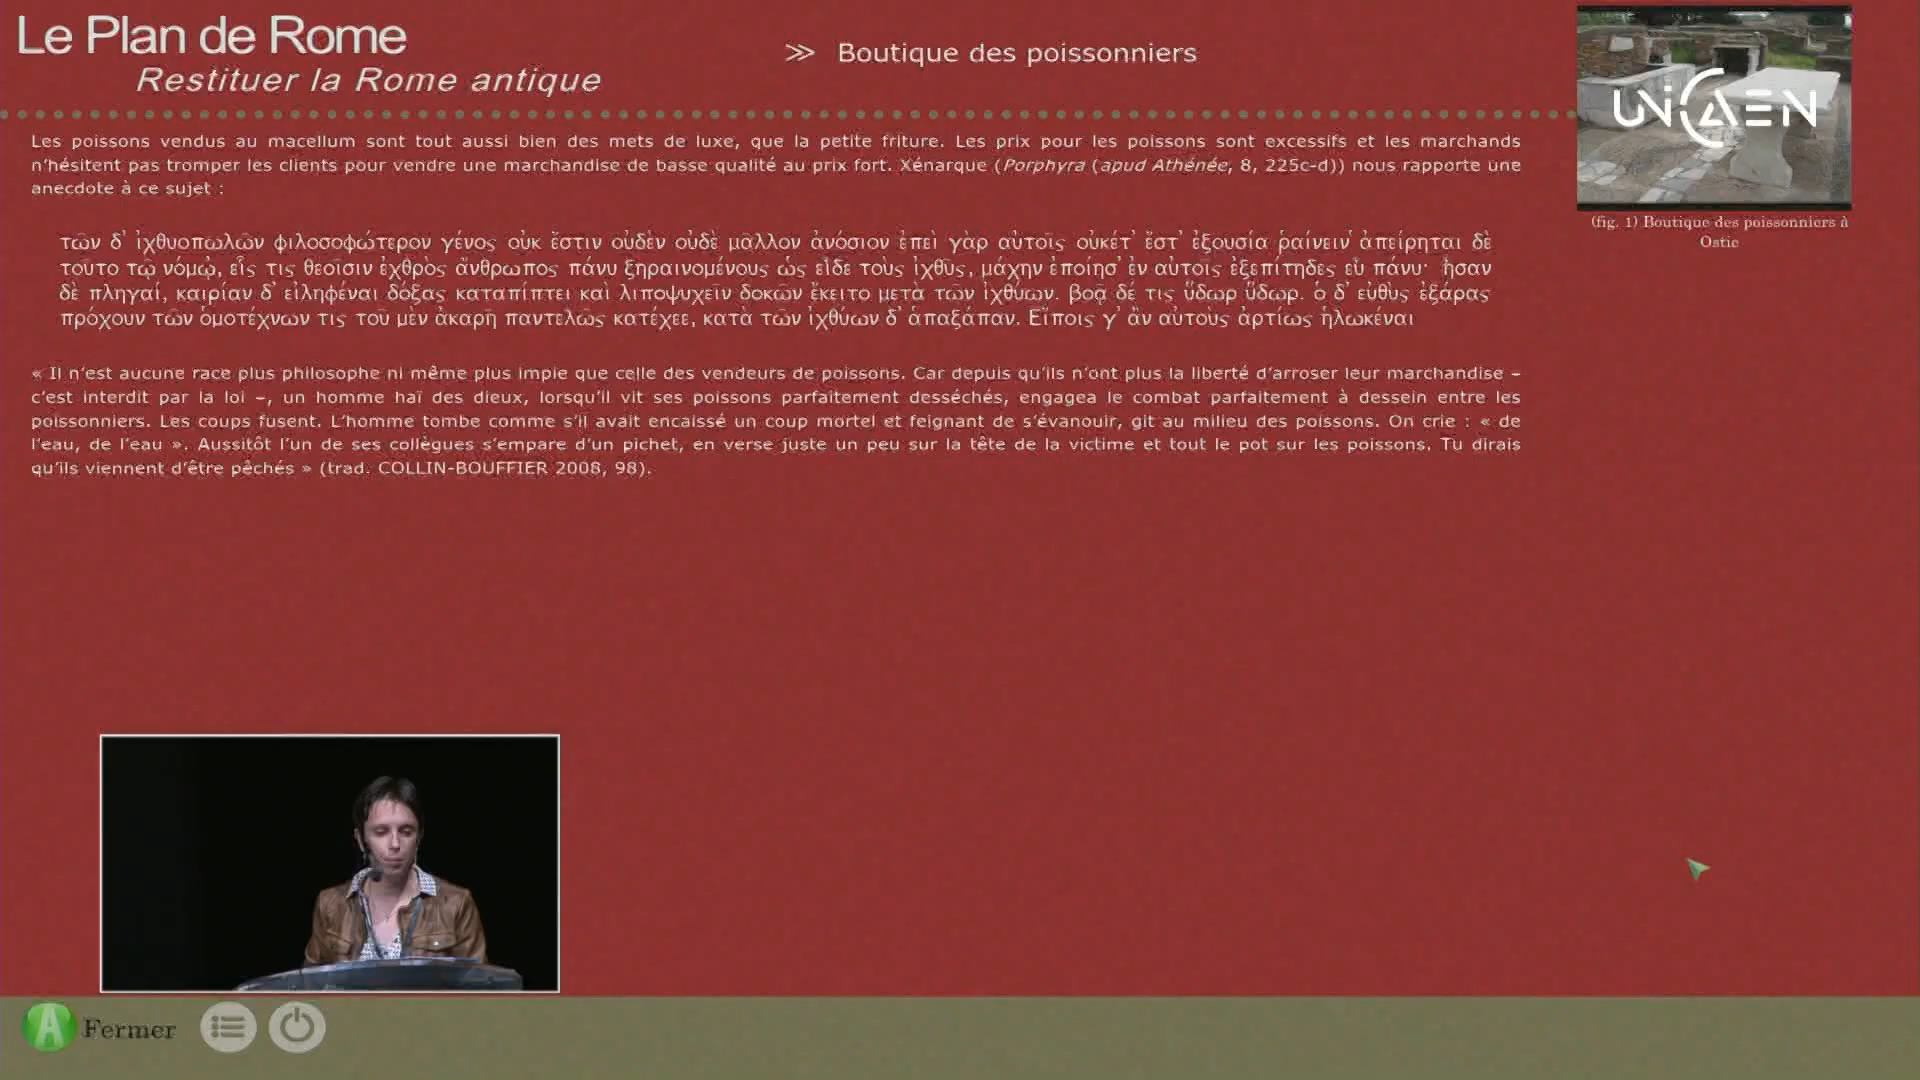 Le Plan de Rome
Restituer la Rome antique
≫ Boutique des poissonniers
UNICAEN
Les poissons vendus au macellum sont tout aussi bien des mets de luxe, que la petite friture. Les prix pour les poissons sont excessifs et les marchands
n'hésitent pas tromper les clients pour vendre une marchandise de basse qualité au prix fort. Xénarque (Porphyra (apud Athénée, 8, 225c-d)) nous rapporte une
anecdote à ce sujet :
(fig. 1) Boutique des poissonniers à
Ostie
τῶν δ' ἰχθυοπωλῶν φιλοσοφώτερον γένος οὐκ ἔστιν οὐδὲν οὐδὲ μᾶλλον ἀνόσιον ἐπεὶ γὰρ αὐτοῖς οὐκέτ' ἔστ' ἐξουσία ῥαίνειν ἀπείρηται δὲ
τοῦτο τῷ νόμῳ, εἷς τις θεοῖσιν ἐχθρὸς ἄνθρωπος πάνυ ξηραινομένους ὡς εἶδε τοὺς ἰχθῦς, μάχην ἐποίησ' ἐν αὐτοῖς ἐξεπίτηδες εὖ πάνυ· ἦσαν
δὲ πληγαί, καιρίαν δ' εἰληφέναι δόξας καταπίπτει καὶ λιποψυχεῖν δοκῶν ἔκειτο μετὰ τῶν ἰχθύων. βοᾷ δέ τις ὕδωρ ὕδωρ. ὁ δ' εὐθὺς ἐξάρας
πρόχουν τῶν ὁμοτέχνων τις τοῦ μὲν ἀκαρῆ παντελῶς κατέχεε, κατὰ τῶν ἰχθύων δ' ἁπαξάπαν. Εἴποις γ' ἂν αὐτοὺς ἀρτίως ἡλωκέναι
« Il n'est aucune race plus philosophe ni même plus impie que celle des vendeurs de poissons. Car depuis qu'ils n'ont plus la liberté d'arroser leur marchandise –
c'est interdit par la loi –, un homme haï des dieux, lorsqu'il vit ses poissons parfaitement desséchés, engagea le combat parfaitement à dessein entre les
poissonniers. Les coups fusent. L'homme tombe comme s'il avait encaissé un coup mortel et feignant de s'évanouir, git au milieu des poissons. On crie : « de
l'eau, de l'eau ». Aussitôt l'un de ses collègues s'empare d'un pichet, en verse juste un peu sur la tête de la victime et tout le pot sur les poissons. Tu dirais
qu'ils viennent d'être pêchés » (trad. COLLIN-BOUFFIER 2008, 98).
A Fermer